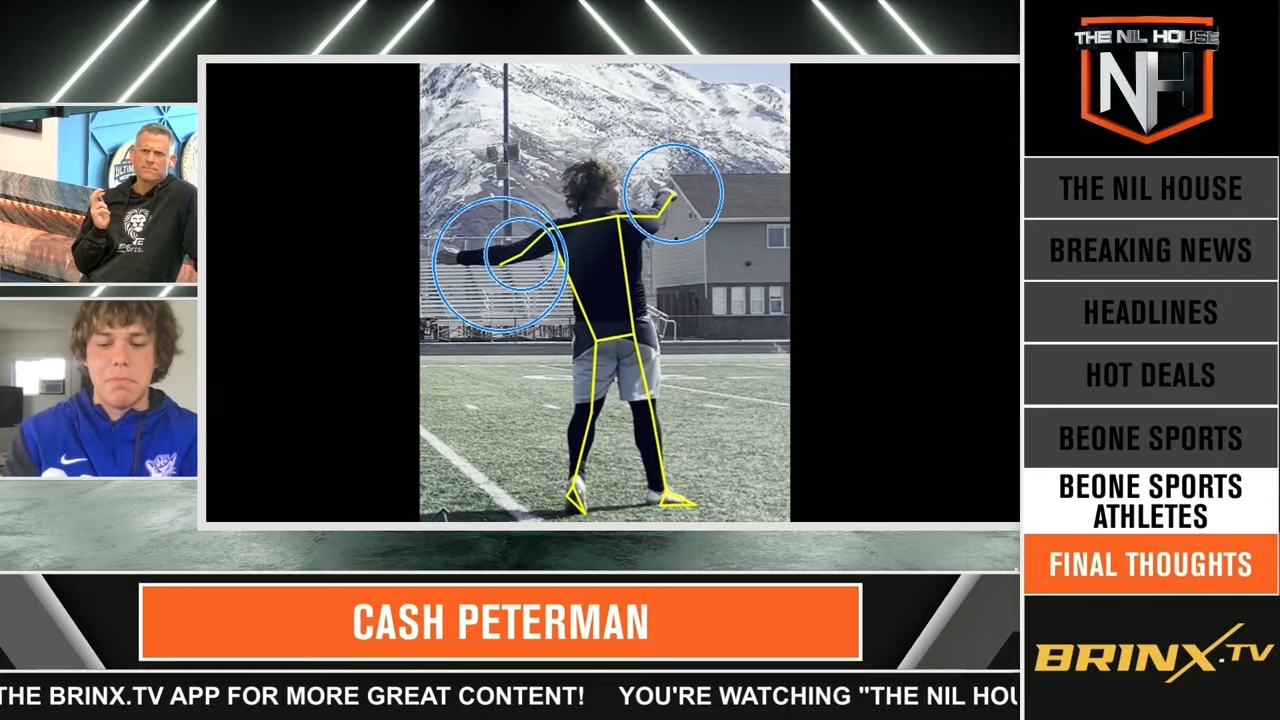 THE NIL HOUSE
NH
THE NIL HOUSE
BREAKING NEWS
HEADLINES
HOT DEALS
BEONE SPORTS
BEONE SPORTS
ATHLETES
FINAL THOUGHTS
BRINX.TV
CASH PETERMAN
THE BRINX.TV APP FOR MORE GREAT CONTENT! YOU'RE WATCHING "THE NIL HOU